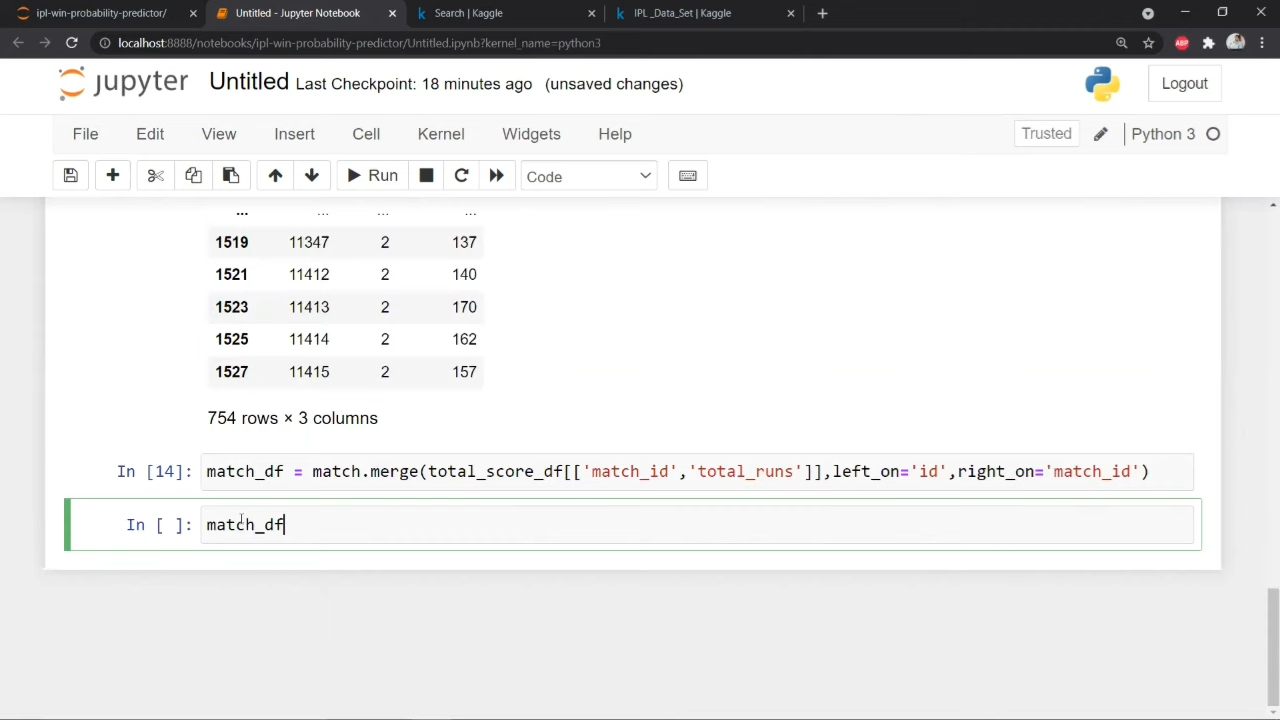 ipl-win-probability-predictor/
Untitled - Jupyter Notebook
Search | Kaggle
IPL _Data_Set | Kaggle
localhost:8888/notebooks/ipl-win-probability-predictor/Untitled.ipynb?kernel_name=python3
ABP
jupyter Untitled Last Checkpoint: 18 minutes ago (unsaved changes)
Logout
File Edit View Insert Cell Kernel Widgets Help
Trusted Python 3
Run Code
... ... ... ...
1519 11347 2 137
1521 11412 2 140
1523 11413 2 170
1525 11414 2 162
1527 11415 2 157
754 rows × 3 columns
In [14]: match_df = match.merge(total_score_df[['match_id','total_runs']],left_on='id',right_on='match_id')
In [ ]: match_df